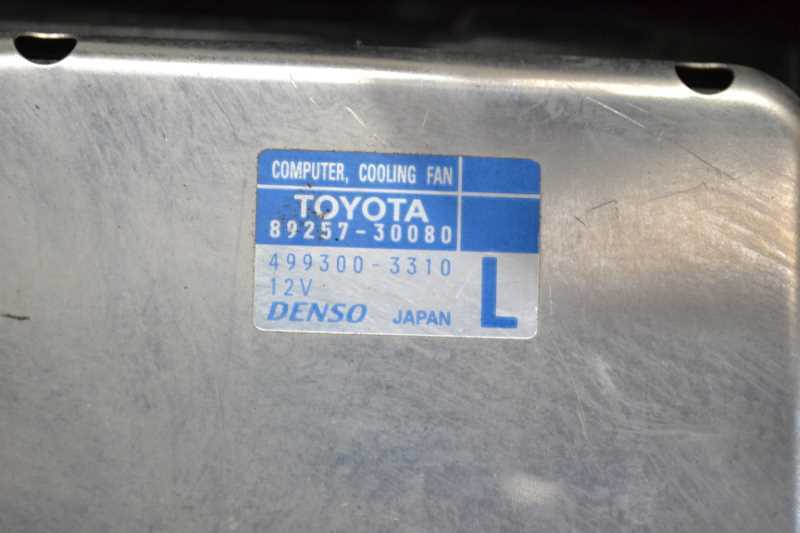 COMPUTER, COOLING FAN
TOYOTA
89257-30080
499300-3310
12V
DENSO JAPAN L